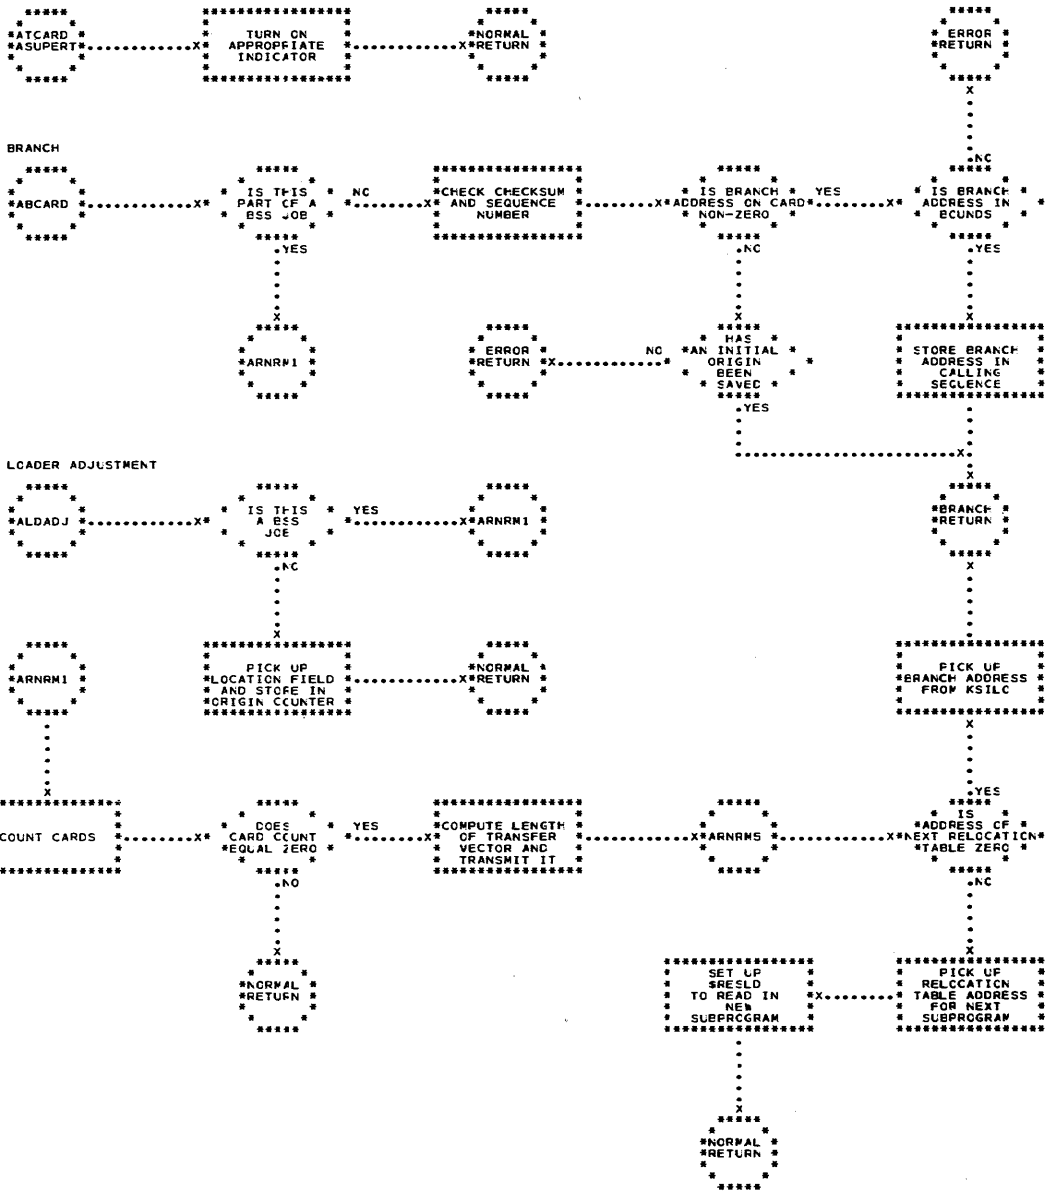 ATCARD
ASUPERT
TURN ON
APPROPRIATE
INDICATOR
NORMAL
RETURN
ERROR
RETURN
BRANCH
NO
ABCARD
IS THIS
PART OF A
BSS JOB
NO
CHECK CHECKSUM
AND SEQUENCE
NUMBER
IS BRANCH
ADDRESS ON CARD
NON-ZERO
YES
IS BRANCH
ADDRESS IN
BOUNDS
YES
NO
YES
ARNRM1
ERROR
RETURN
NO
HAS
AN INITIAL
ORIGIN
BEEN
SAVED
STORE BRANCH
ADDRESS IN
CALLING
SEQUENCE
YES
LOADER ADJUSTMENT
ALDADJ
IS THIS
A BSS
JOB
YES
ARNRM1
BRANCH
RETURN
NO
ARNRM1
PICK UP
LOCATION FIELD
AND STORE IN
ORIGIN COUNTER
NORMAL
RETURN
PICK UP
BRANCH ADDRESS
FROM KSILC
YES
COUNT CARDS
DOES
CARD COUNT
EQUAL ZERO
YES
COMPUTE LENGTH
OF TRANSFER
VECTOR AND
TRANSMIT IT
ARNRM5
IS
ADDRESS OF
NEXT RELOCATION
TABLE ZERO
NO
NO
NORMAL
RETURN
SET UP
$RESLD
TO READ IN
NEW
SUBPROGRAM
PICK UP
RELOCATION
TABLE ADDRESS
FOR NEXT
SUBPROGRAM
NORMAL
RETURN